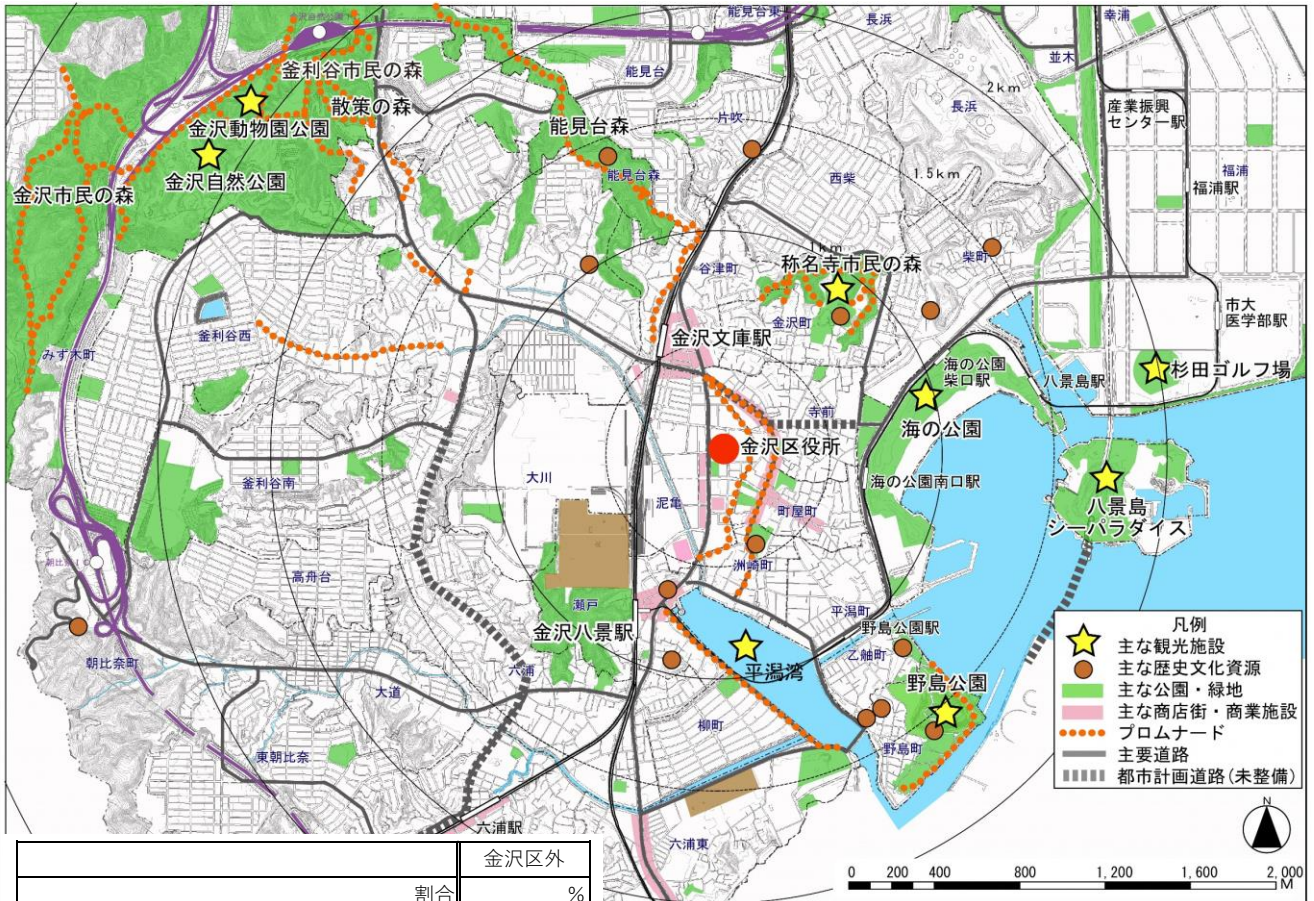 能見台東
長浜
幸浦
釜利谷市民の森
能見台
並木
散策の森
2km
金沢動物園公園
能見台森
片吹
長浜
産業振興
センター駅
金沢自然公園
能見台森
西柴
1.5km
福浦
福浦駅
金沢市民の森
1km
柴町
谷津町
称名寺市民の森
金沢町
市大
医学部駅
釜利谷西
みず木町
金沢文庫駅
海の公園
柴口駅
八景島駅
杉田ゴルフ場
寺前
海の公園
金沢区役所
大川
釜利谷南
泥亀
町屋町
海の公園南口駅
八景島
シーパラダイス
洲崎町
高舟台
瀬戸
平潟町
金沢八景駅
野島公園駅
朝比奈町
六浦
平潟湾
乙舳町
野島公園
大道
柳町
野島町
東朝比奈
六浦駅
六浦東
凡例
主な観光施設
主な歴史文化資源
主な公園・緑地
主な商店街・商業施設
プロムナード
主要道路
都市計画道路(未整備)
N
0 200 400 800 1,200 1,600 2,000
M
金沢区外
割合 %